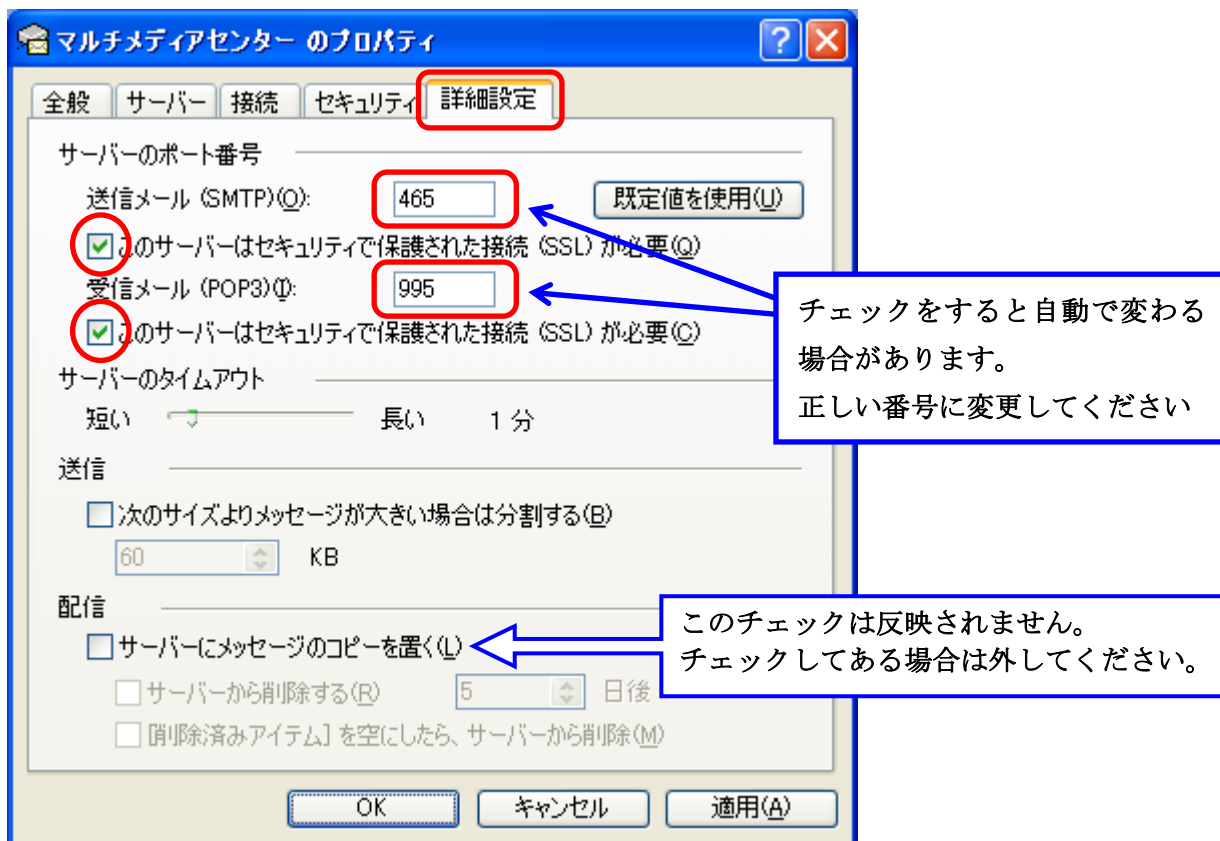 マルチメディアセンター のプロパティ
全般 サーバー 接続 セキュリティ 詳細設定
サーバーのポート番号
送信メール (SMTP)(O): 465 既定値を使用(U)
このサーバーはセキュリティで保護された接続 (SSL) が必要(Q)
受信メール (POP3)(I): 995
このサーバーはセキュリティで保護された接続 (SSL) が必要(C)
チェックをすると自動で変わる
場合があります。
正しい番号に変更してください
サーバーのタイムアウト
短い 長い 1 分
送信
次のサイズよりメッセージが大きい場合は分割する(B)
60 KB
配信
サーバーにメッセージのコピーを置く(L)
このチェックは反映されません。
チェックしてある場合は外してください。
サーバーから削除する(R) 5 日後
[削除済みアイテム] を空にしたら、サーバーから削除(M)
OK キャンセル 適用(A)